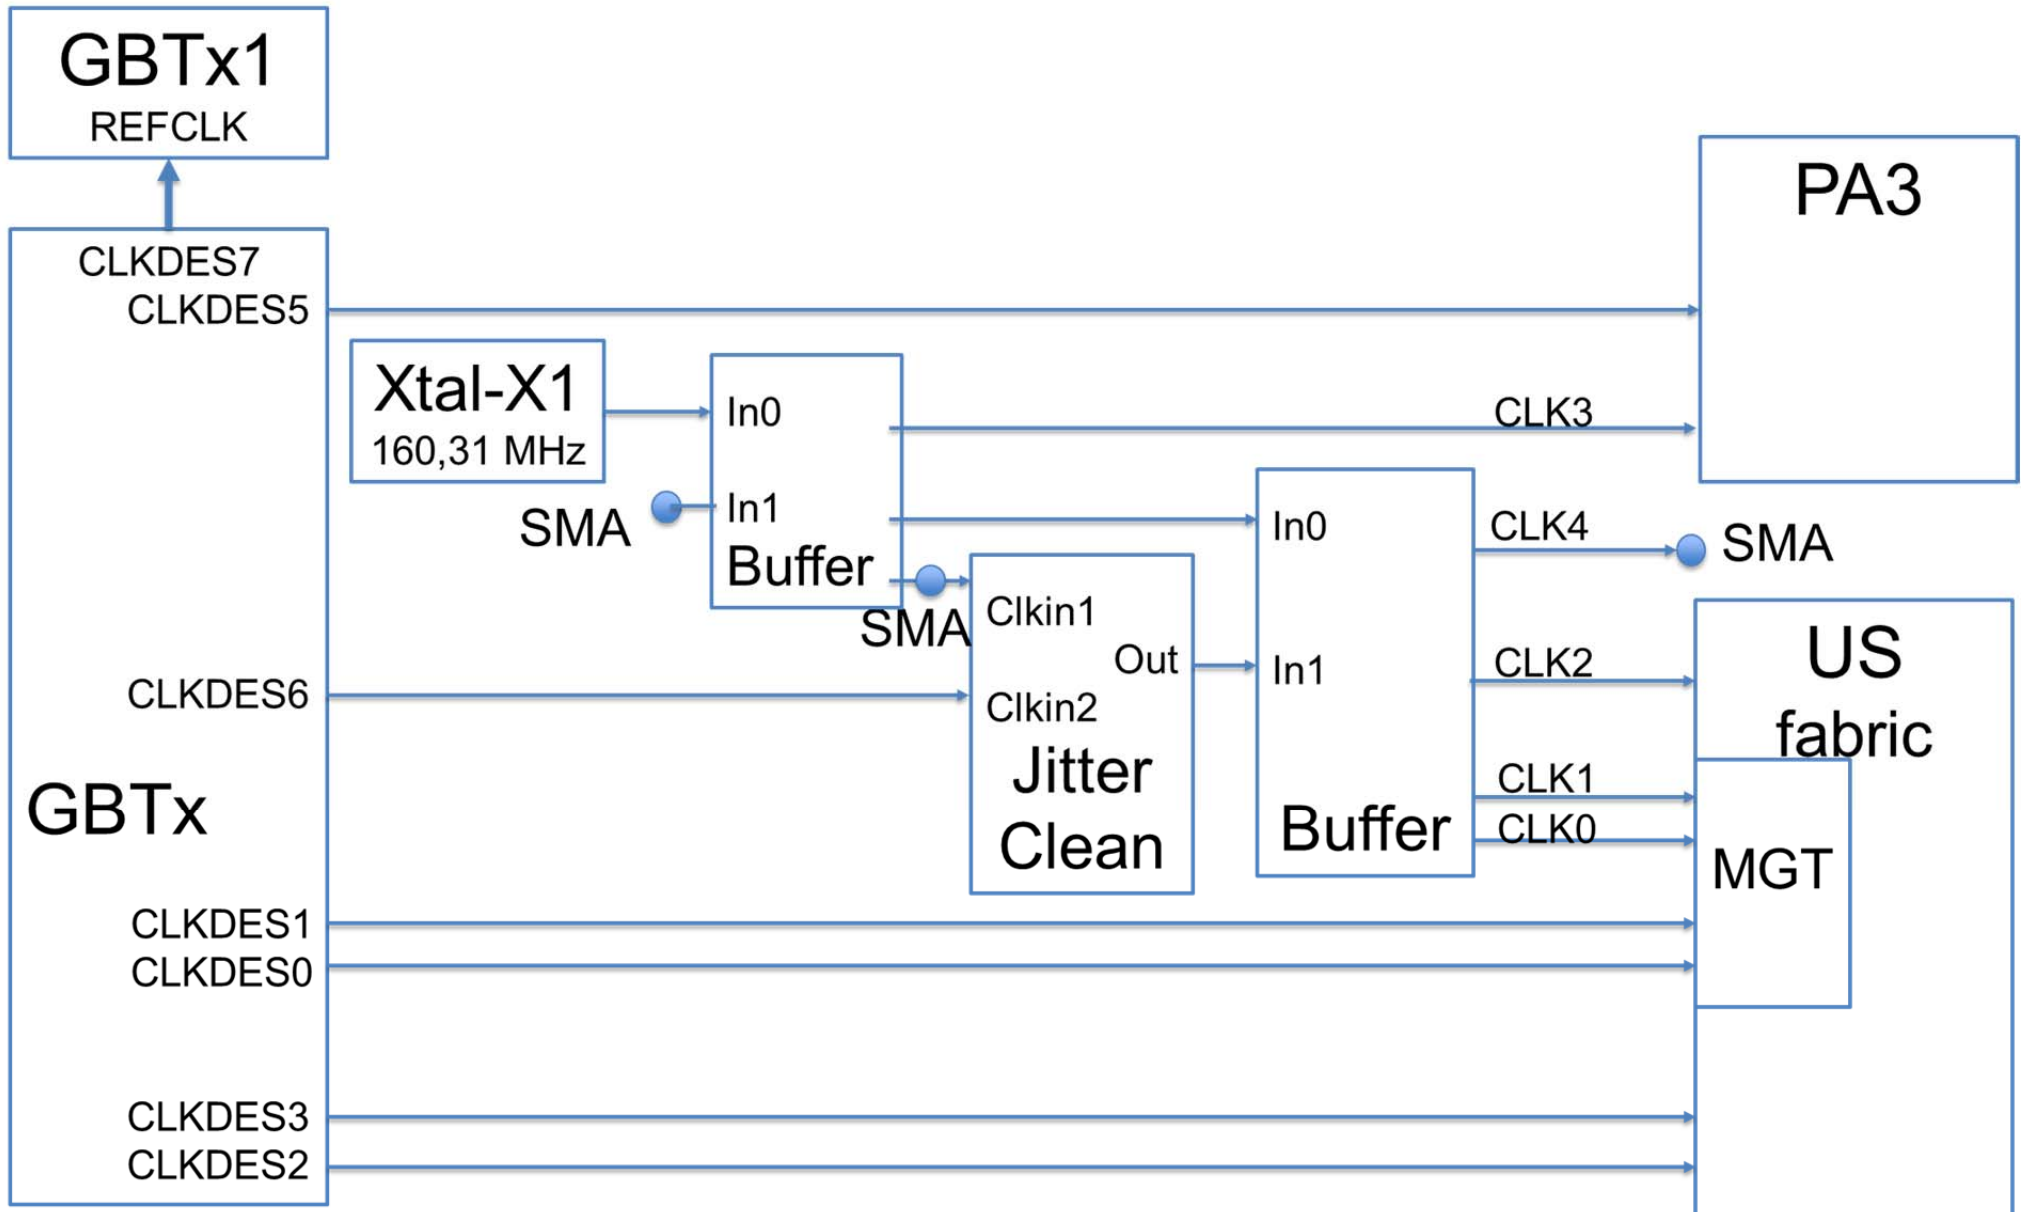 GBTx1
REFCLK
PA3
CLKDES7
CLKDES5
Xtal-X1
160,31 MHz
In0
CLK3
SMA
In1
Buffer
In0
CLK4
SMA
SMA
Clkin1
Out
In1
CLK2
US
fabric
CLKDES6
Clkin2
Jitter
Clean
Buffer
CLK1
CLK0
MGT
GBTx
CLKDES1
CLKDES0
CLKDES3
CLKDES2